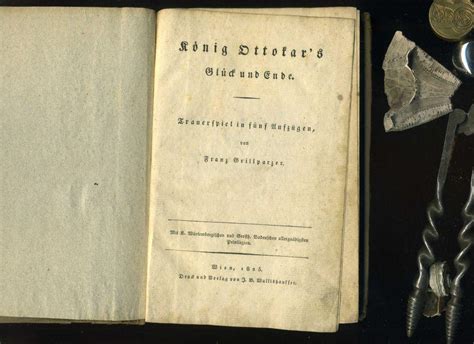 König Ottokar's
Glück und Ende.
Trauerspiel in fünf Aufzügen,
von
Franz Grillparzer.
Mit K. Würtembergischen und Großh. Badenschen allergnädigsten
Privilegien.
Wien, 1825.
Druck und Verlag von J. B. Wallishausser.